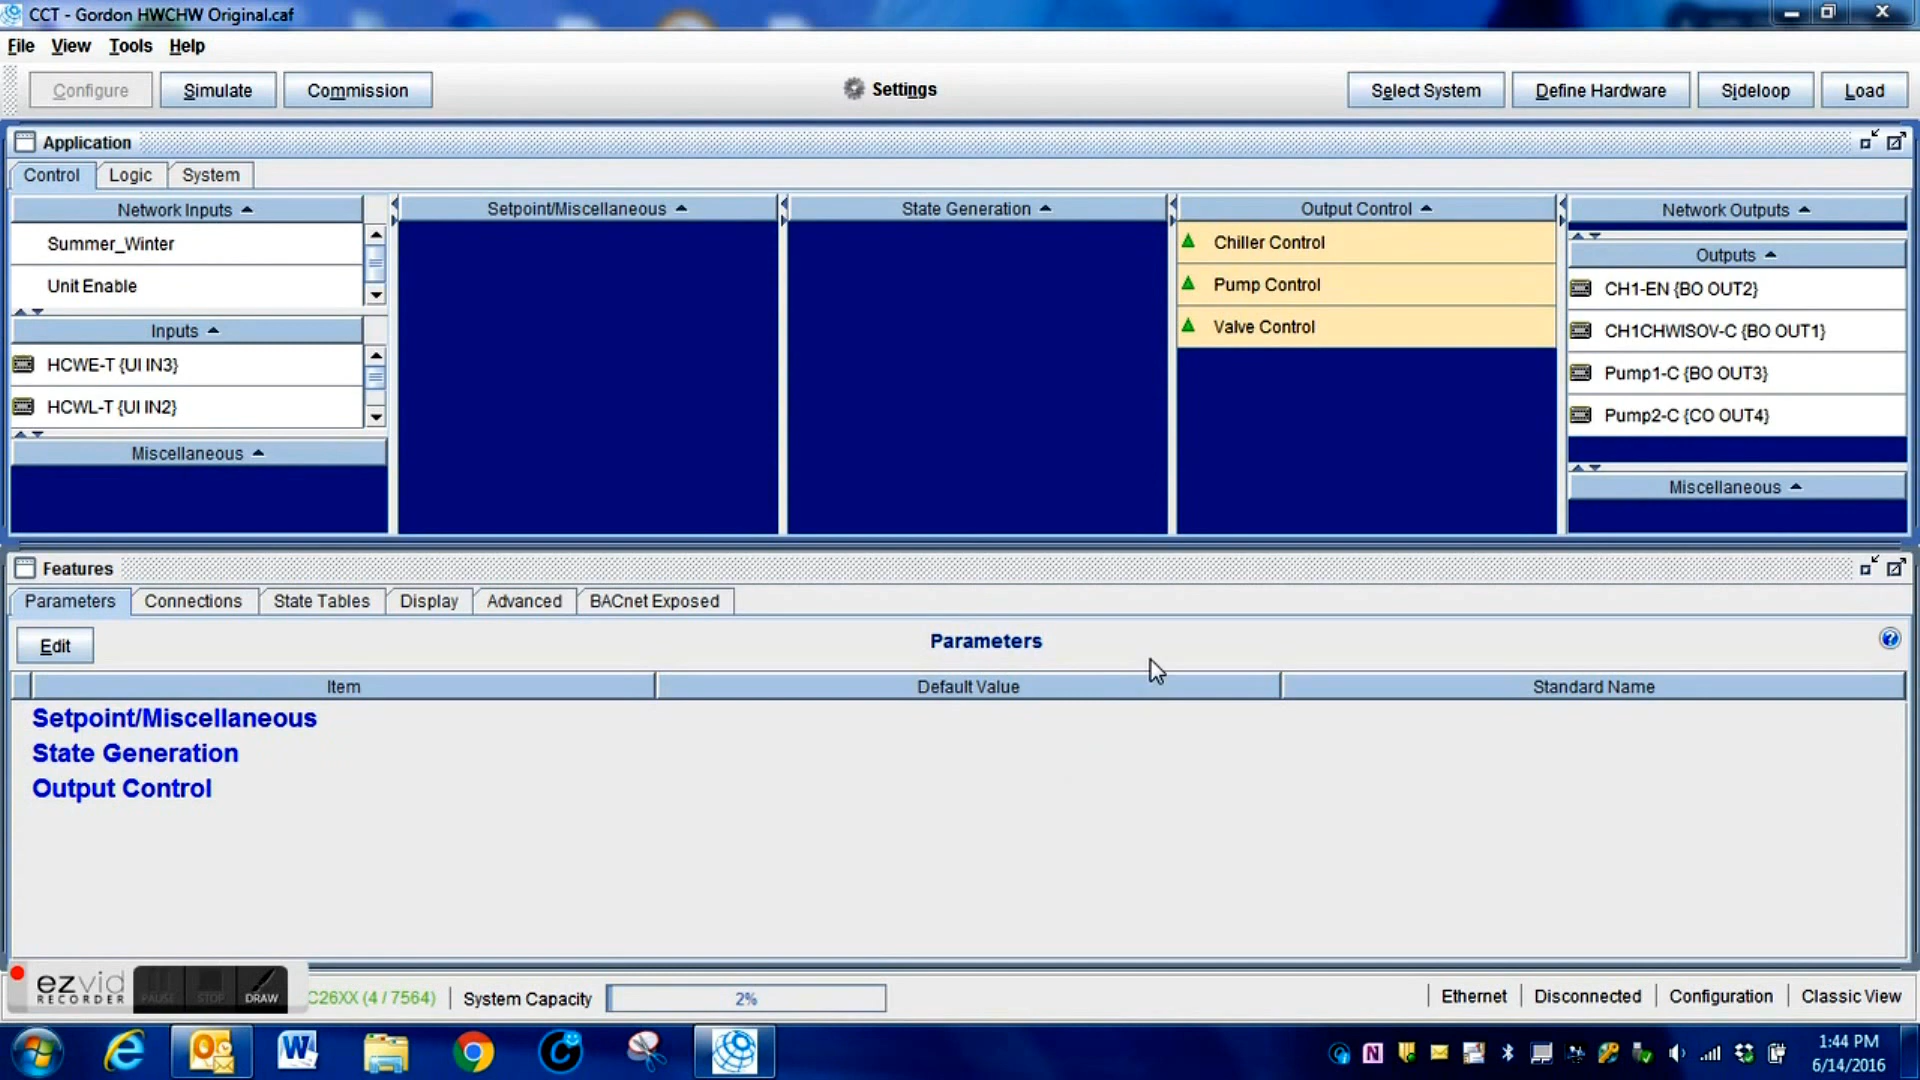 CCT - Gordon HWCHW Original.caf
File View Tools Help
Configure Simulate Commission Settings Select System Define Hardware Sideloop Load
Application
Control Logic System
Network Inputs Setpoint/Miscellaneous State Generation Output Control Network Outputs
Summer_Winter
Unit Enable
Inputs
HCWE-T {UI IN3}
HCWL-T {UI IN2}
Miscellaneous
Chiller Control
Pump Control
Valve Control
Outputs
CH1-EN {BO OUT2}
CH1CHWISOV-C {BO OUT1}
Pump1-C {BO OUT3}
Pump2-C {CO OUT4}
Miscellaneous
Features
Parameters Connections State Tables Display Advanced BACnet Exposed
Edit Parameters
Item Default Value Standard Name
Setpoint/Miscellaneous
State Generation
Output Control
ezvid
RECORDER
PAUSE STOP DRAW
C26XX (4 / 7564) System Capacity 2% Ethernet Disconnected Configuration Classic View
1:44 PM
6/14/2016